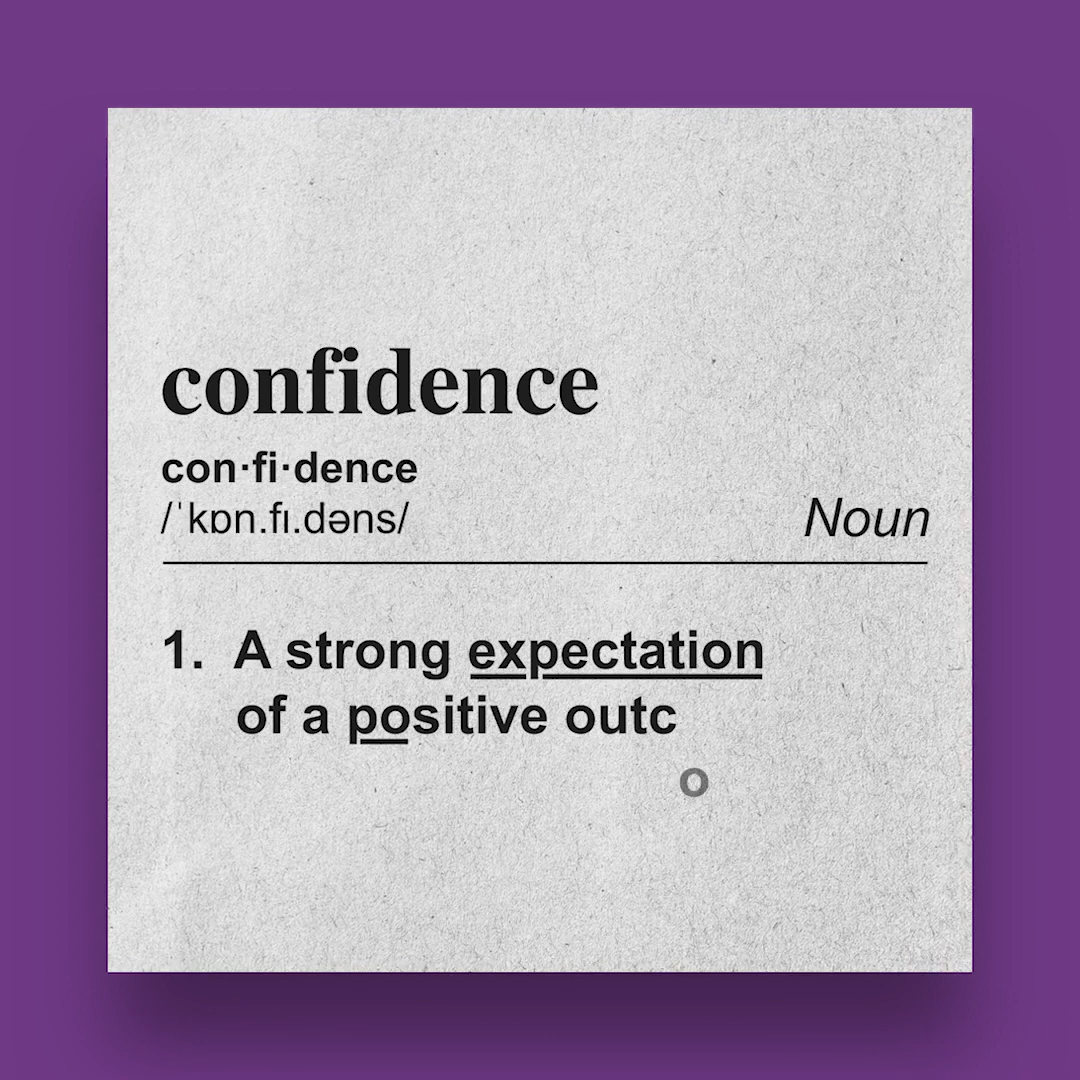 confidence
con·fi·dence
/ˈkɒn.fɪ.dəns/ Noun
1. A strong expectation
of a positive outc
o